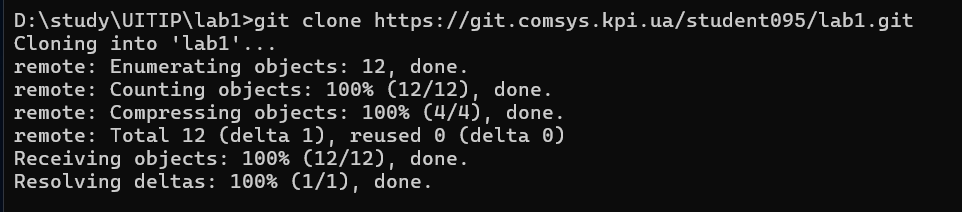 D:\study\UITIP\lab1>git clone https://git.comsys.kpi.ua/student095/lab1.git
Cloning into 'lab1'...
remote: Enumerating objects: 12, done.
remote: Counting objects: 100% (12/12), done.
remote: Compressing objects: 100% (4/4), done.
remote: Total 12 (delta 1), reused 0 (delta 0)
Receiving objects: 100% (12/12), done.
Resolving deltas: 100% (1/1), done.